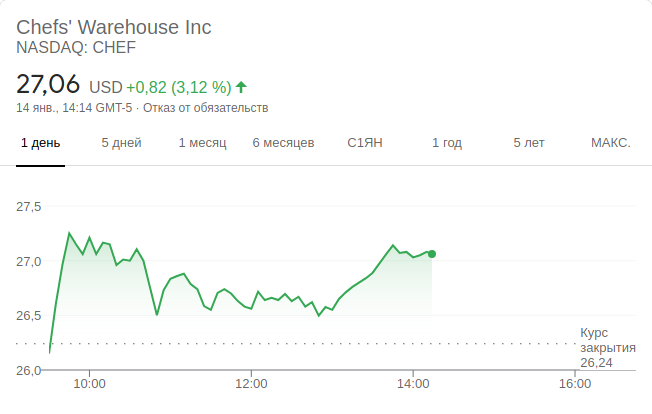 Chefs' Warehouse Inc
NASDAQ: CHEF
27,06 USD +0,82 (3,12 %)
14 янв., 14:14 GMT-5 · Отказ от обязательств
1 день 5 дней 1 месяц 6 месяцев С1ЯН 1 год 5 лет МАКС.
27,5
27,0
26,5
Курс
закрытия
26,24
26,0
10:00 12:00 14:00 16:00